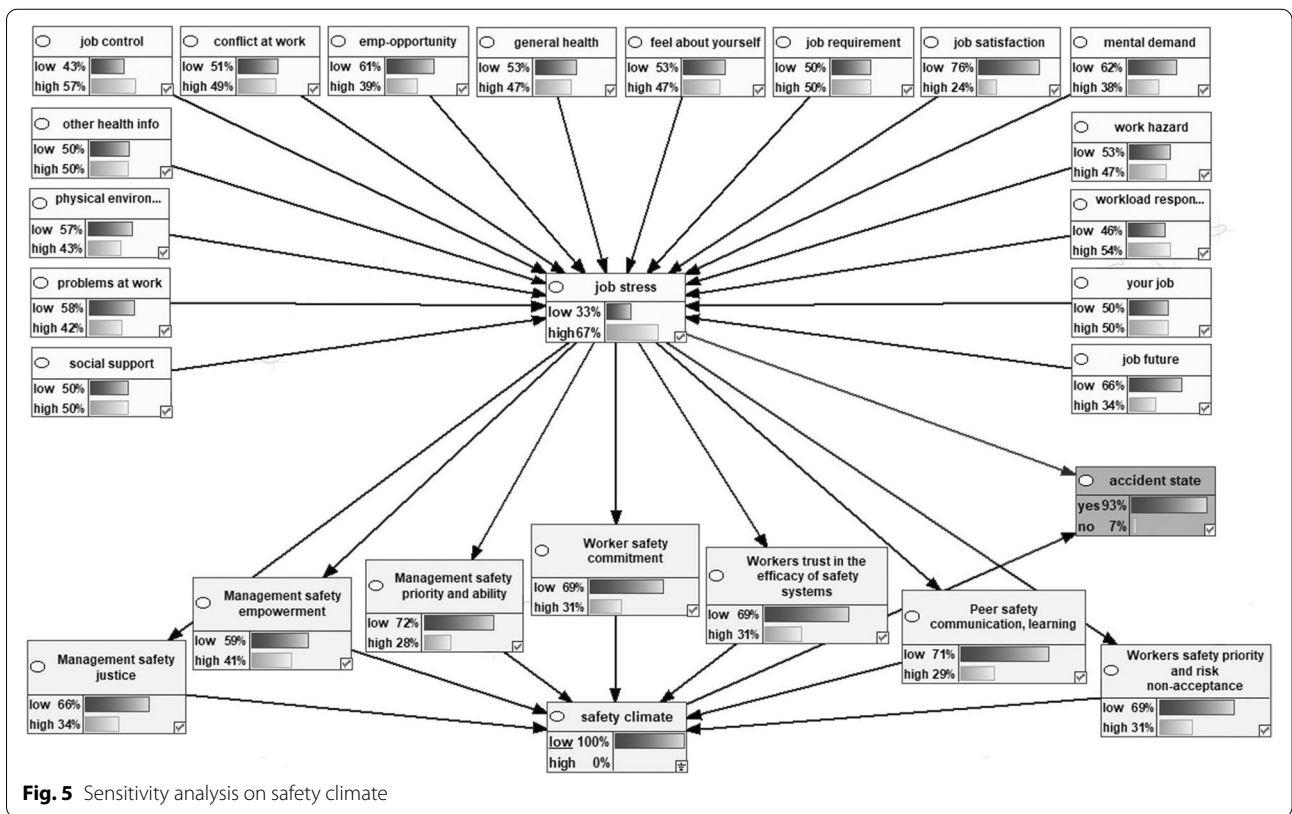 job control
low 43%
high 57%
conflict at work
low 51%
high 49%
emp-opportunity
low 61%
high 39%
general health
low 53%
high 47%
feel about yourself
low 53%
high 47%
job requirement
low 50%
high 50%
job satisfaction
low 76%
high 24%
mental demand
low 62%
high 38%
other health info
low 50%
high 50%
work hazard
low 53%
high 47%
physical environ...
low 57%
high 43%
workload respon...
low 46%
high 54%
problems at work
low 58%
high 42%
job stress
low 33%
high 67%
your job
low 50%
high 50%
social support
low 50%
high 50%
job future
low 66%
high 34%
accident state
yes 93%
no 7%
Management safety
justice
low 66%
high 34%
Management safety
empowerment
low 59%
high 41%
Management safety
priority and ability
low 72%
high 28%
Worker safety
commitment
low 69%
high 31%
Workers trust in the
efficacy of safety
systems
low 69%
high 31%
Peer safety
communication, learning
low 71%
high 29%
Workers safety priority
and risk
non-acceptance
low 69%
high 31%
safety climate
low 100%
high 0%
Fig. 5 Sensitivity analysis on safety climate